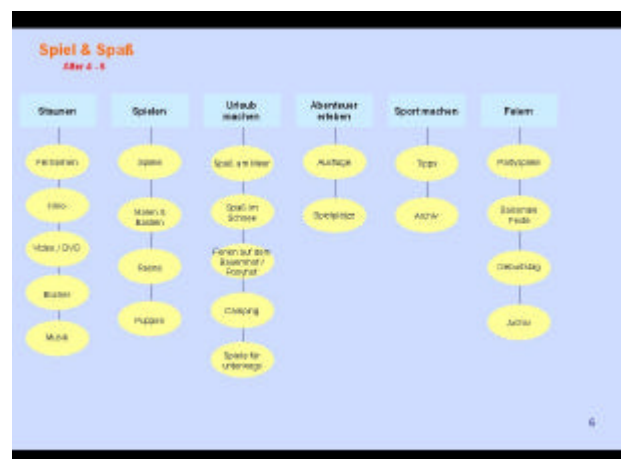 Spiel & Spaß
Alter 4 - 6
Staunen
Spielen
Urlaub
machen
Abenteuer
erleben
Sport machen
Feiern
Fernsehen
Kino
Video / DVD
Bücher
Musik
Spiele
Malen &
Basteln
Puppen
Spaß am Meer
Spaß im
Schnee
Ferien auf dem
Bauernhof /
Ponyhof
Camping
Spiele für
unterwegs
Ausflüge
Spielplätze
Tipps
Archiv
Partyspiele
Feste
Geburtstag
Archiv
6